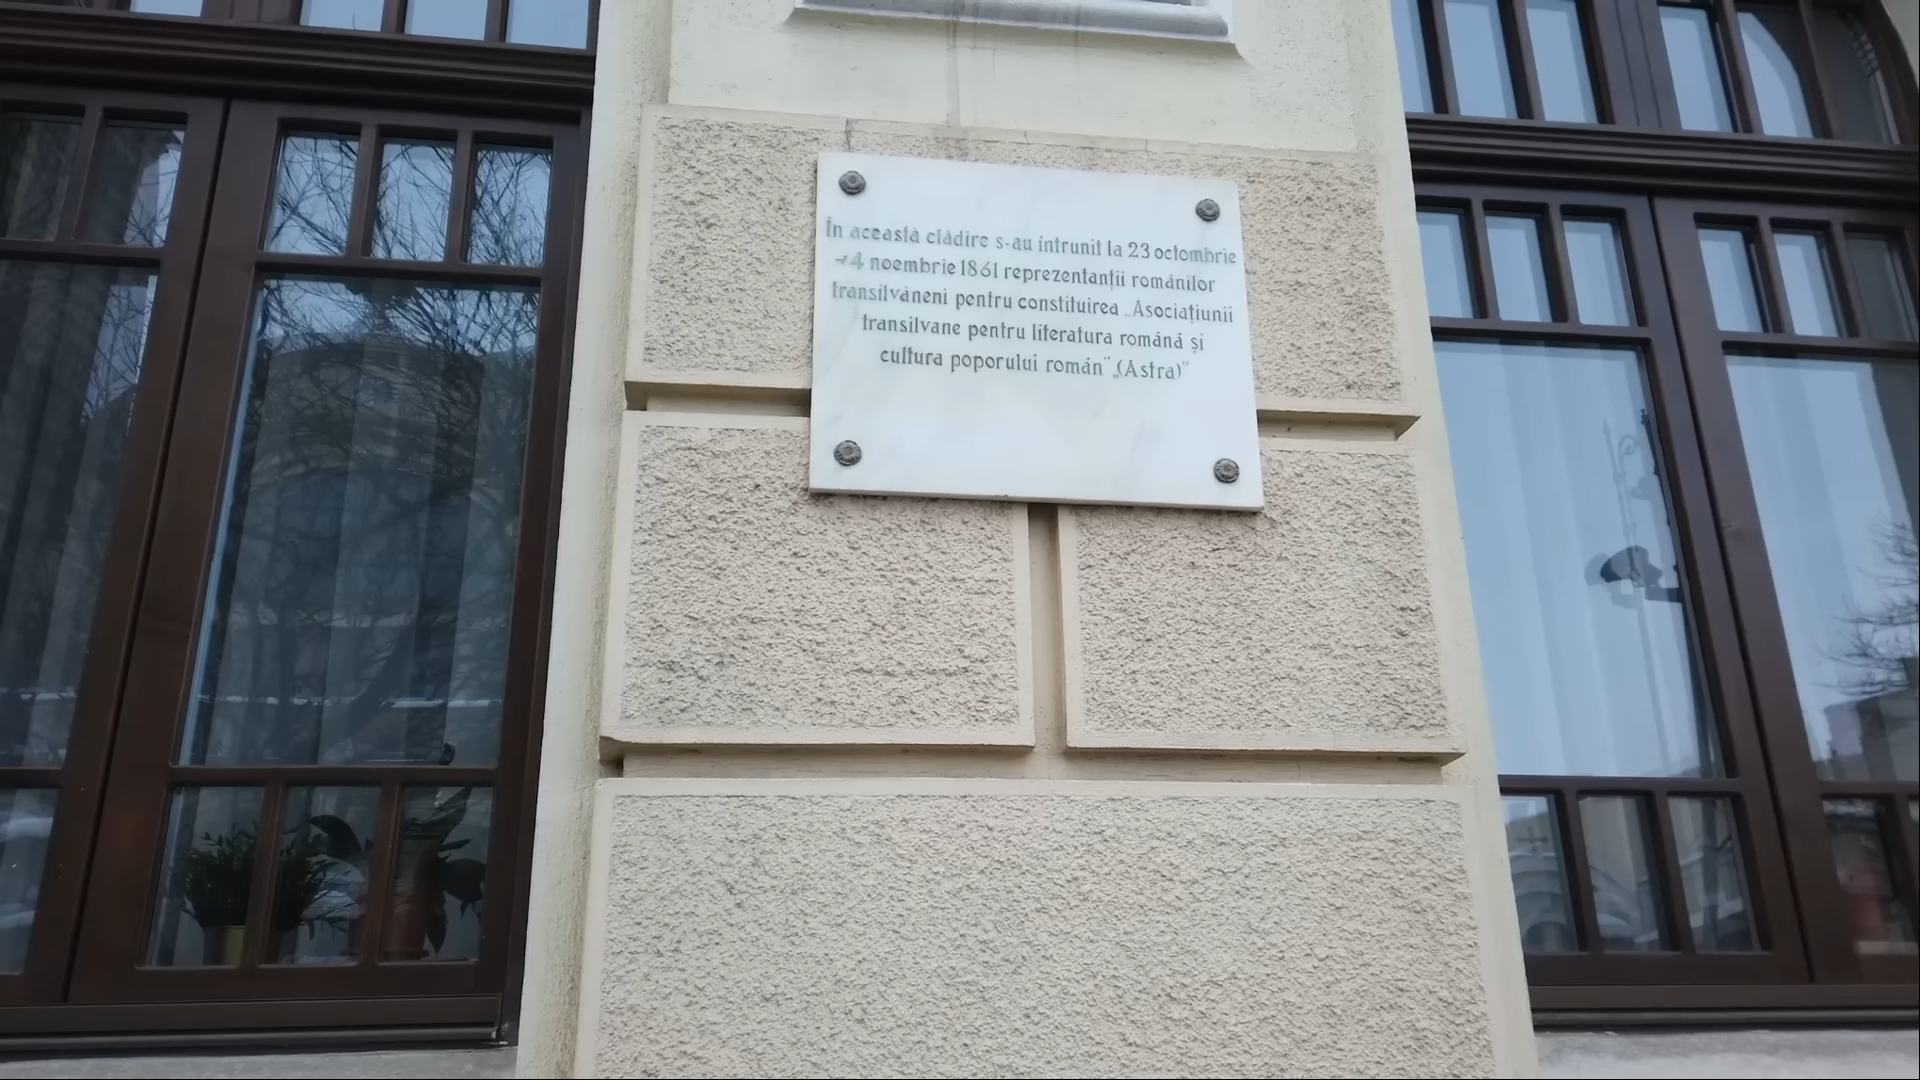 În această clădire s-au întrunit la 23 octombrie
-4 noembrie 1861 reprezentanții românilor
transilvăneni pentru constituirea „Asociațiunii
transilvane pentru literatura română și
cultura poporului român” „(Astra)”